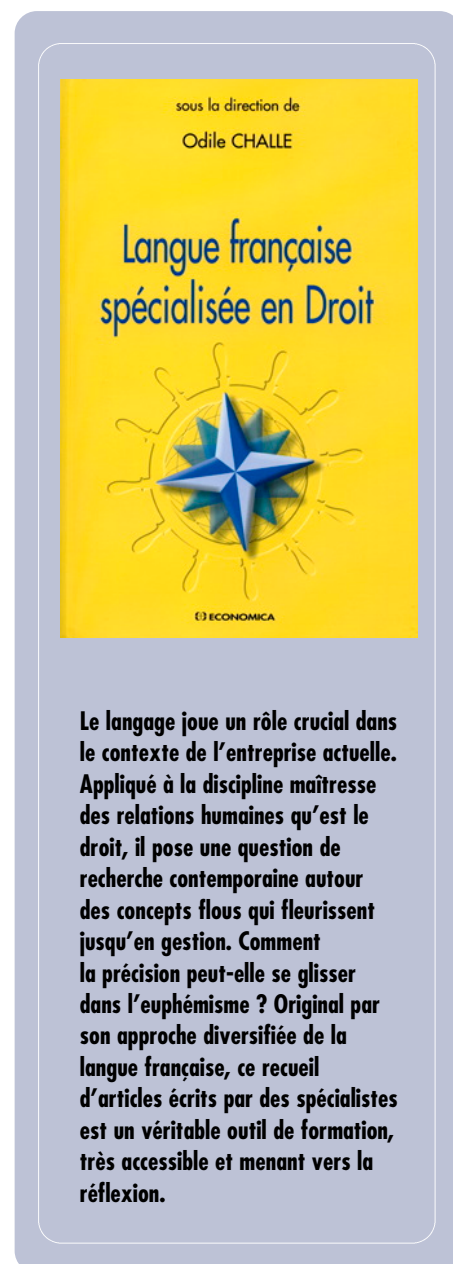 sous la direction de
Odile CHALLE
Langue française
spécialisée en Droit
ECONOMICA
Le langage joue un rôle crucial dans
le contexte de l'entreprise actuelle.
Appliqué à la discipline maîtresse
des relations humaines qu'est le
droit, il pose une question de
recherche contemporaine autour
des concepts flous qui fleurissent
jusqu'en gestion. Comment
la précision peut-elle se glisser
dans l'euphémisme ? Original par
son approche diversifiée de la
langue française, ce recueil
d'articles écrits par des spécialistes
est un véritable outil de formation,
très accessible et menant vers la
réflexion.